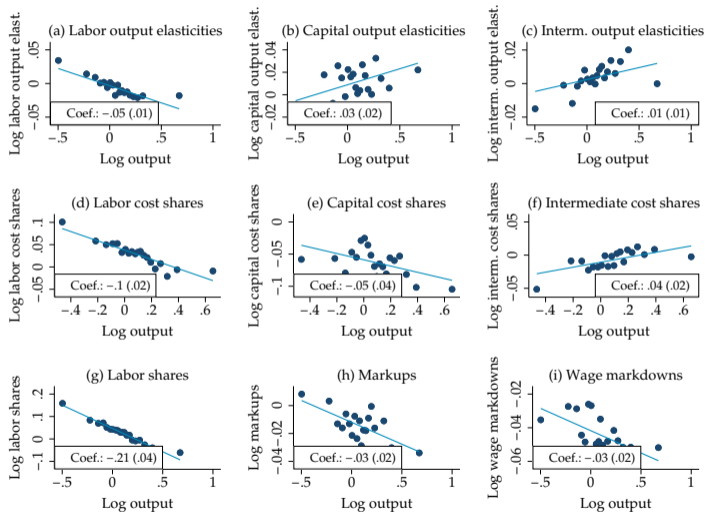 (a) Labor output elasticities
Log labor output elast.
.05
0
.05
Coef.: −.05 (.01)
−.5
0
.5
1
Log output
(b) Capital output elasticities
Log capital output elast.
.04
.02
0
−.02
Coef.: .03 (.02)
−.5
0
.5
1
Log output
(c) Interm. output elasticities
Log interm. output elast.
.02
0
−.02
Coef.: .01 (.01)
−.5
0
.5
1
Log output
(d) Labor cost shares
Log labor cost shares
.1
.05
0
−.05
Coef.: −.1 (.02)
−.4
−.2
0
.2
.4
.6
Log output
(e) Capital cost shares
Log capital cost shares
0
−.05
−.1
Coef.: −.05 (.04)
−.4
−.2
0
.2
.4
.6
Log output
(f) Intermediate cost shares
Log interm. cost shares
.05
0
−.05
Coef.: .04 (.02)
−.4
−.2
0
.2
.4
.6
Log output
(g) Labor shares
Log labor shares
.2
.1
0
−.1
Coef.: −.21 (.04)
−.5
0
.5
1
Log output
(h) Markups
Log markups
0
−.02
−.04
Coef.: −.03 (.02)
−.5
0
.5
1
Log output
(i) Wage markdowns
Log wage markdowns
−.02
−.04
−.06
Coef.: −.03 (.02)
−.5
0
.5
1
Log output